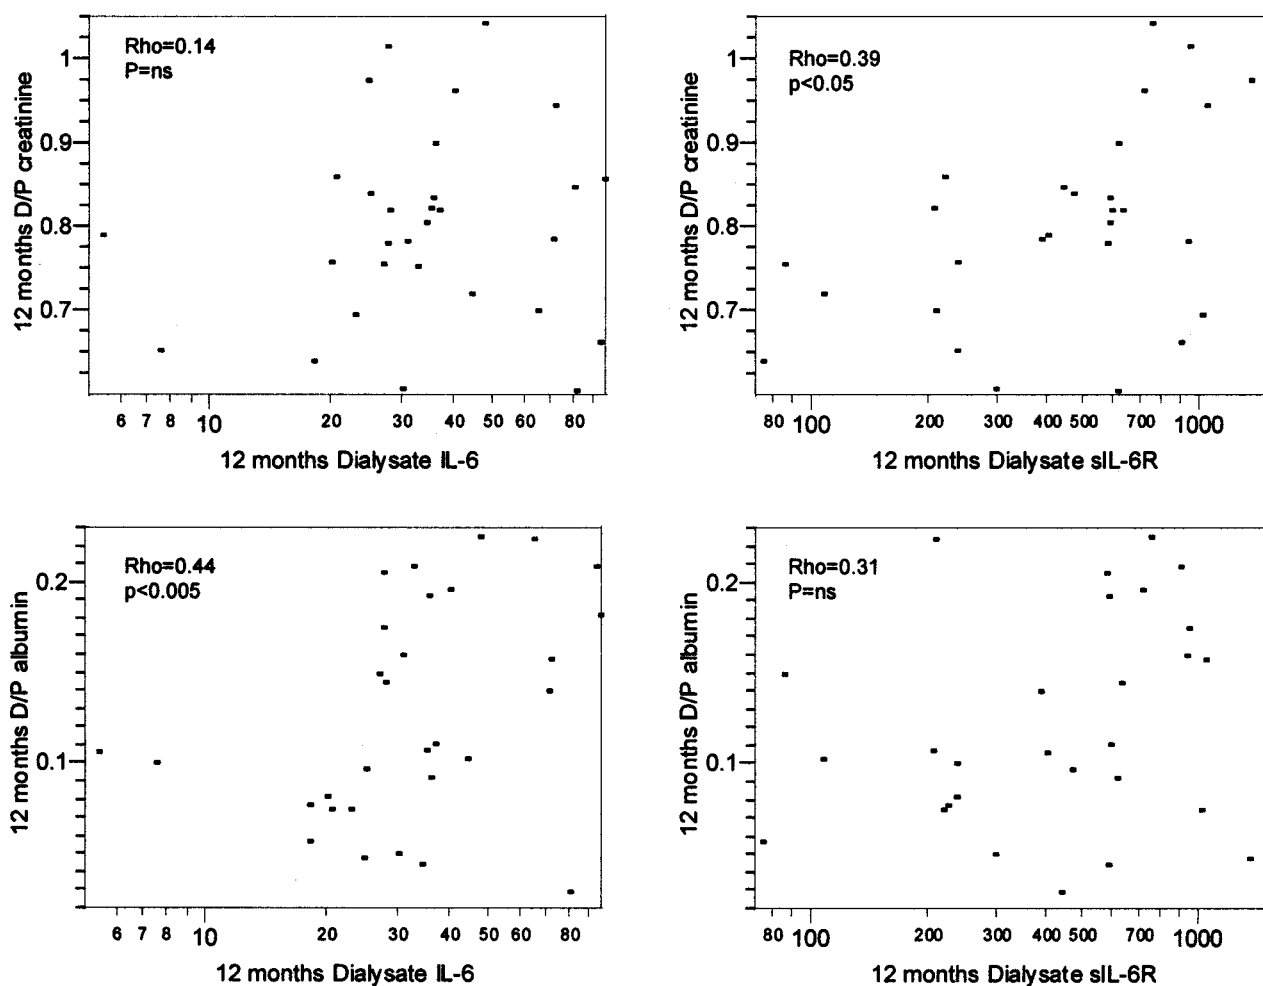 Rho=0.14
P=ns
12 months D/P creatinine
1
0.9
0.8
0.7
6 7 8 10 20 30 40 50 60 80
12 months Dialysate IL-6
Rho=0.39
p<0.05
12 months D/P creatinine
1
0.9
0.8
0.7
80 100 200 300 400 500 700 1000
12 months Dialysate sIL-6R
Rho=0.44
p<0.005
12 months D/P albumin
0.2
0.1
6 7 8 10 20 30 40 50 60 80
12 months Dialysate IL-6
Rho=0.31
P=ns
12 months D/P albumin
0.2
0.1
80 100 200 300 400 500 700 1000
12 months Dialysate sIL-6R